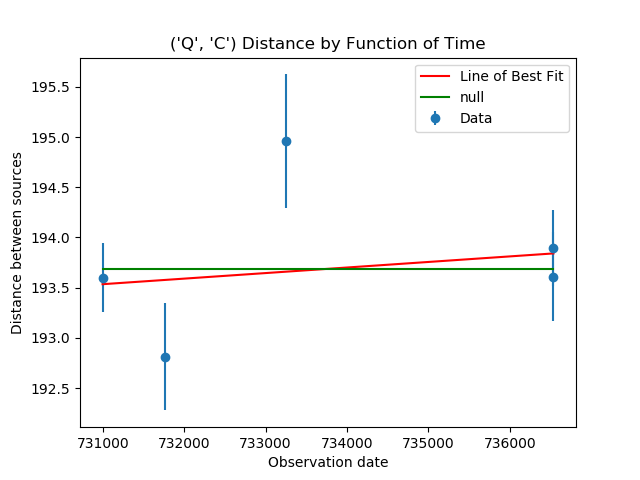 ('Q', 'C') Distance by Function of Time
Line of Best Fit
null
Data
Distance between sources
195.5
195.0
194.5
194.0
193.5
193.0
192.5
731000 732000 733000 734000 735000 736000
Observation date